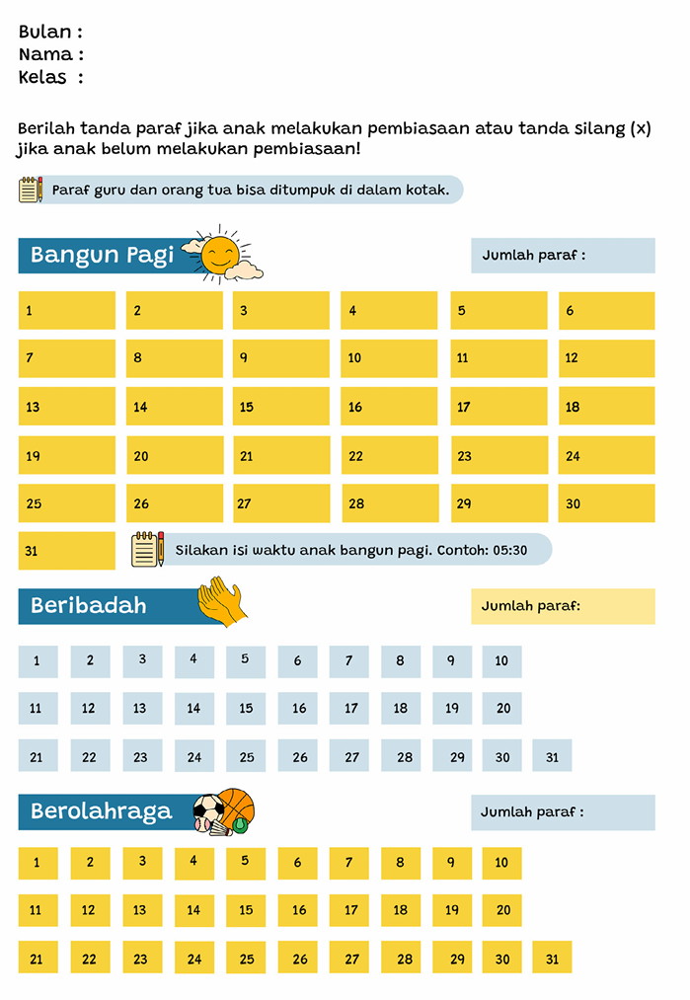 Bulan :
Nama :
Kelas :
Berilah tanda paraf jika anak melakukan pembiasaan atau tanda silang (x)
jika anak belum melakukan pembiasaan!
Paraf guru dan orang tua bisa ditumpuk di dalam kotak.
Bangun Pagi
Jumlah paraf :
1 2 3 4 5 6
7 8 9 10 11 12
13 14 15 16 17 18
19 20 21 22 23 24
25 26 27 28 29 30
31
Silakan isi waktu anak bangun pagi. Contoh: 05:30
Beribadah
Jumlah paraf:
1 2 3 4 5 6 7 8 9 10
11 12 13 14 15 16 17 18 19 20
21 22 23 24 25 26 27 28 29 30 31
Berolahraga
Jumlah paraf :
1 2 3 4 5 6 7 8 9 10
11 12 13 14 15 16 17 18 19 20
21 22 23 24 25 26 27 28 29 30 31